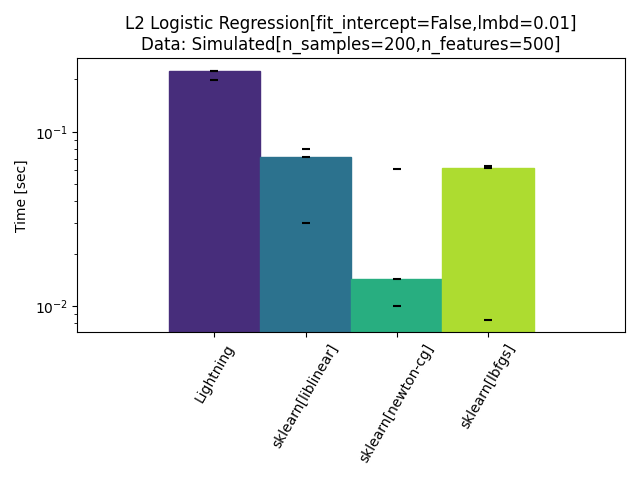 L2 Logistic Regression[fit_intercept=False,lmbd=0.01]
Data: Simulated[n_samples=200,n_features=500]
Time [sec]
10⁻¹
10⁻²
Lightning
sklearn[liblinear]
sklearn[newton-cg]
sklearn[lbfgs]